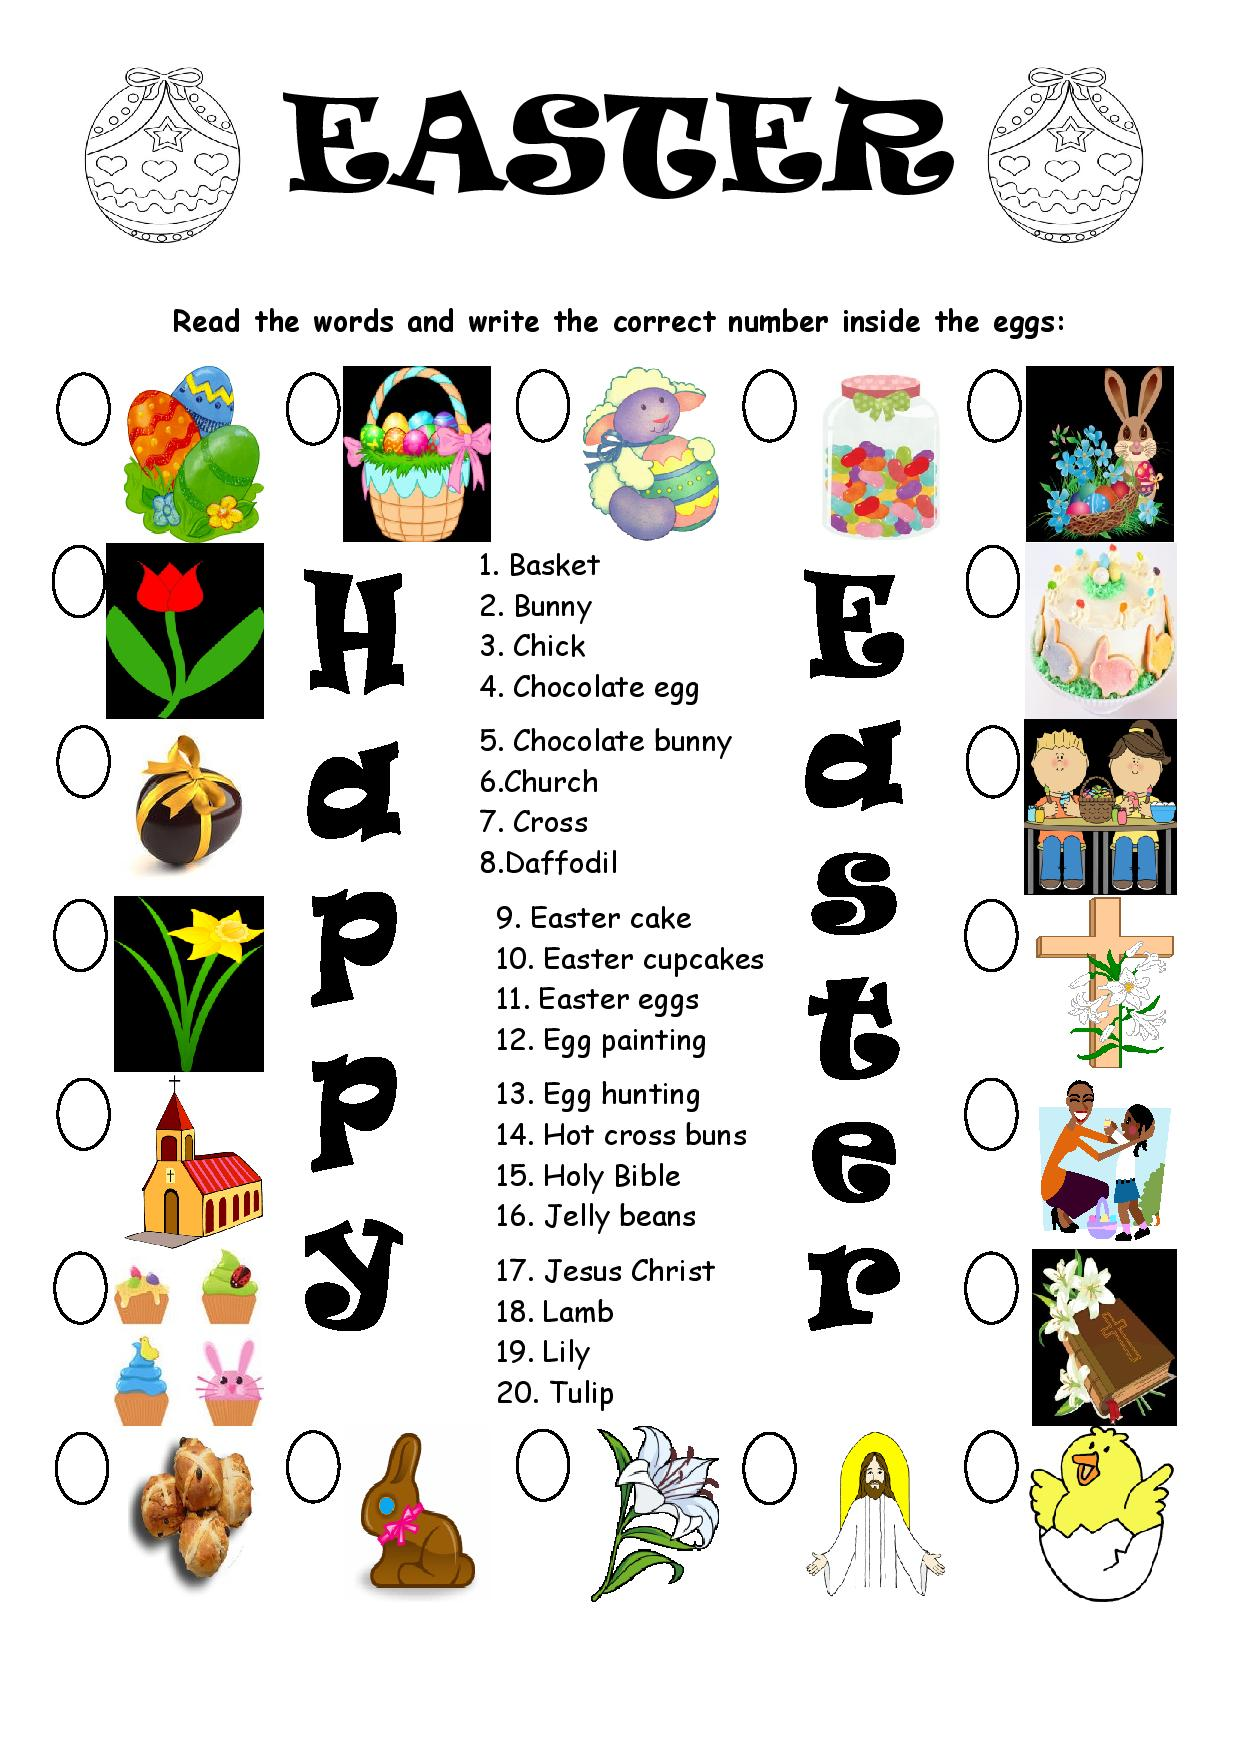 EASTER
Read the words and write the correct number inside the eggs:
Happy
1. Basket
2. Bunny
3. Chick
4. Chocolate egg
5. Chocolate bunny
6.Church
7. Cross
8.Daffodil
9. Easter cake
10. Easter cupcakes
11. Easter eggs
12. Egg painting
13. Egg hunting
14. Hot cross buns
15. Holy Bible
16. Jelly beans
17. Jesus Christ
18. Lamb
19. Lily
20. Tulip
Easter